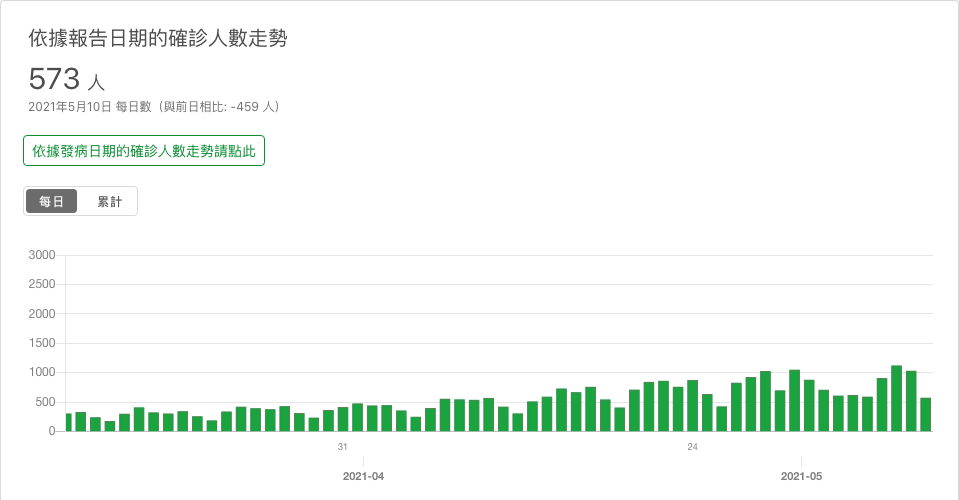 依據報告日期的確診人數走勢
573 人
2021年5月10日 每日數（與前日相比: -459 人）
依據發病日期的確診人數走勢請點此
每日 累計
3000
2500
2000
1500
1000
500
0
31 24
2021-04 2021-05